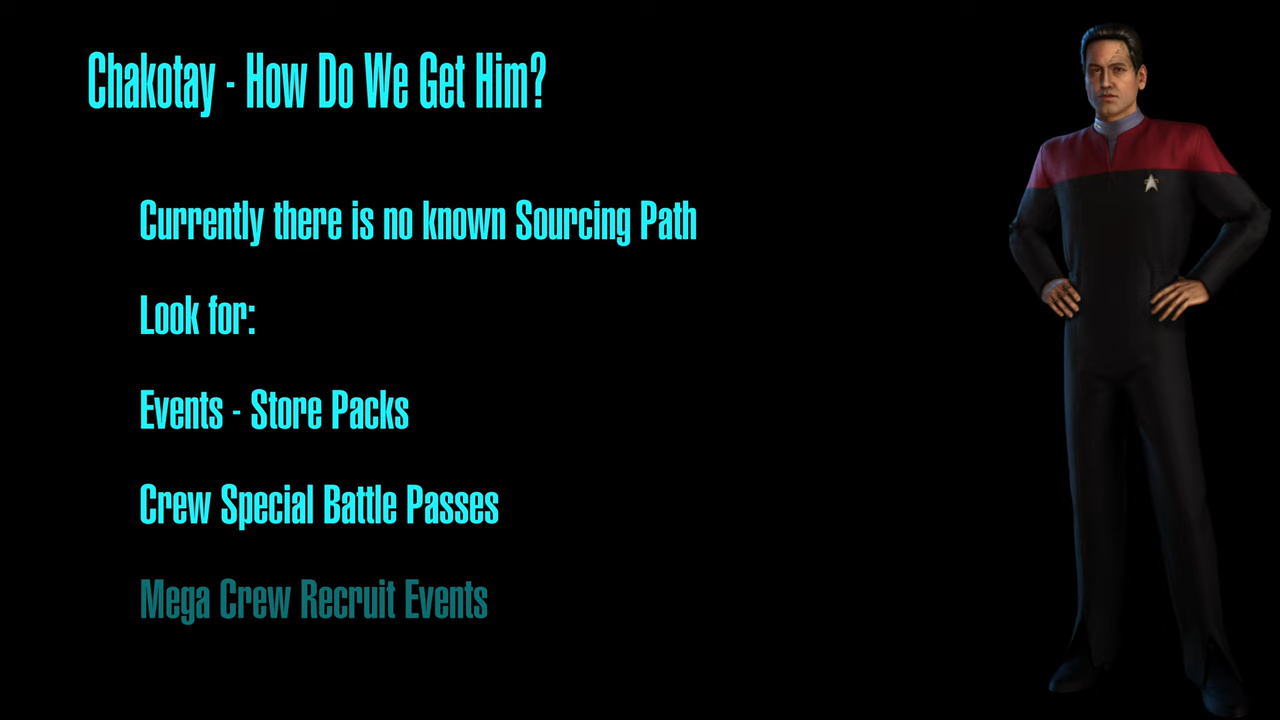 Chakotay - How Do We Get Him?
Currently there is no known Sourcing Path
Look for:
Events - Store Packs
Crew Special Battle Passes
Mega Crew Recruit Events